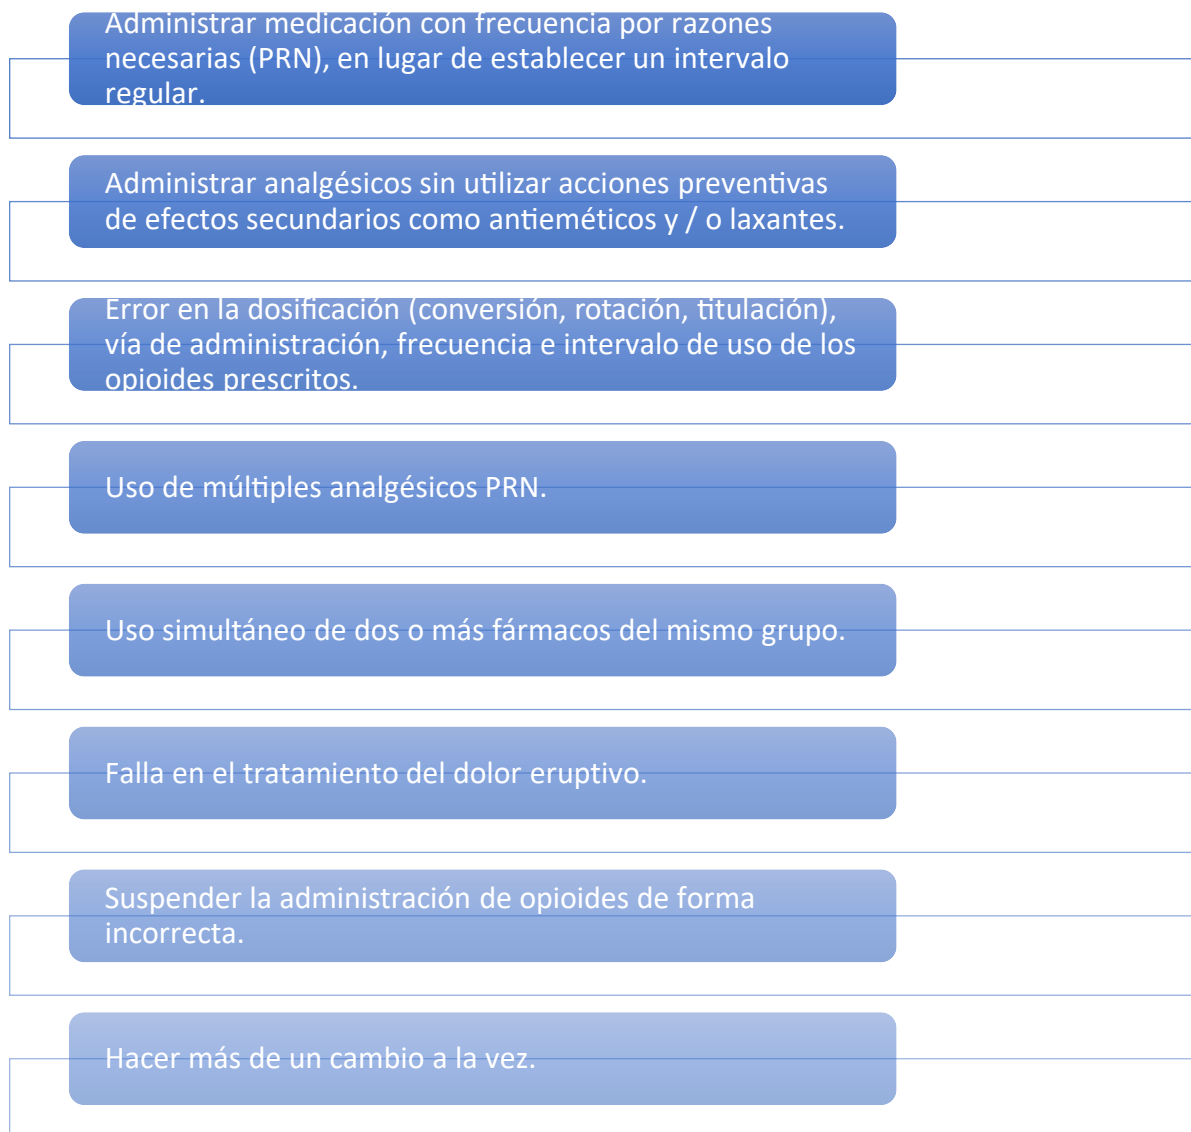 Administrar medicación con frecuencia por razones
necesarias (PRN), en lugar de establecer un intervalo
regular.
Administrar analgésicos sin utilizar acciones preventivas
de efectos secundarios como antieméticos y / o laxantes.
Error en la dosificación (conversión, rotación, titulación),
vía de administración, frecuencia e intervalo de uso de los
opioides prescritos.
Uso de múltiples analgésicos PRN.
Uso simultáneo de dos o más fármacos del mismo grupo.
Falla en el tratamiento del dolor eruptivo.
Suspender la administración de opioides de forma
incorrecta.
Hacer más de un cambio a la vez.